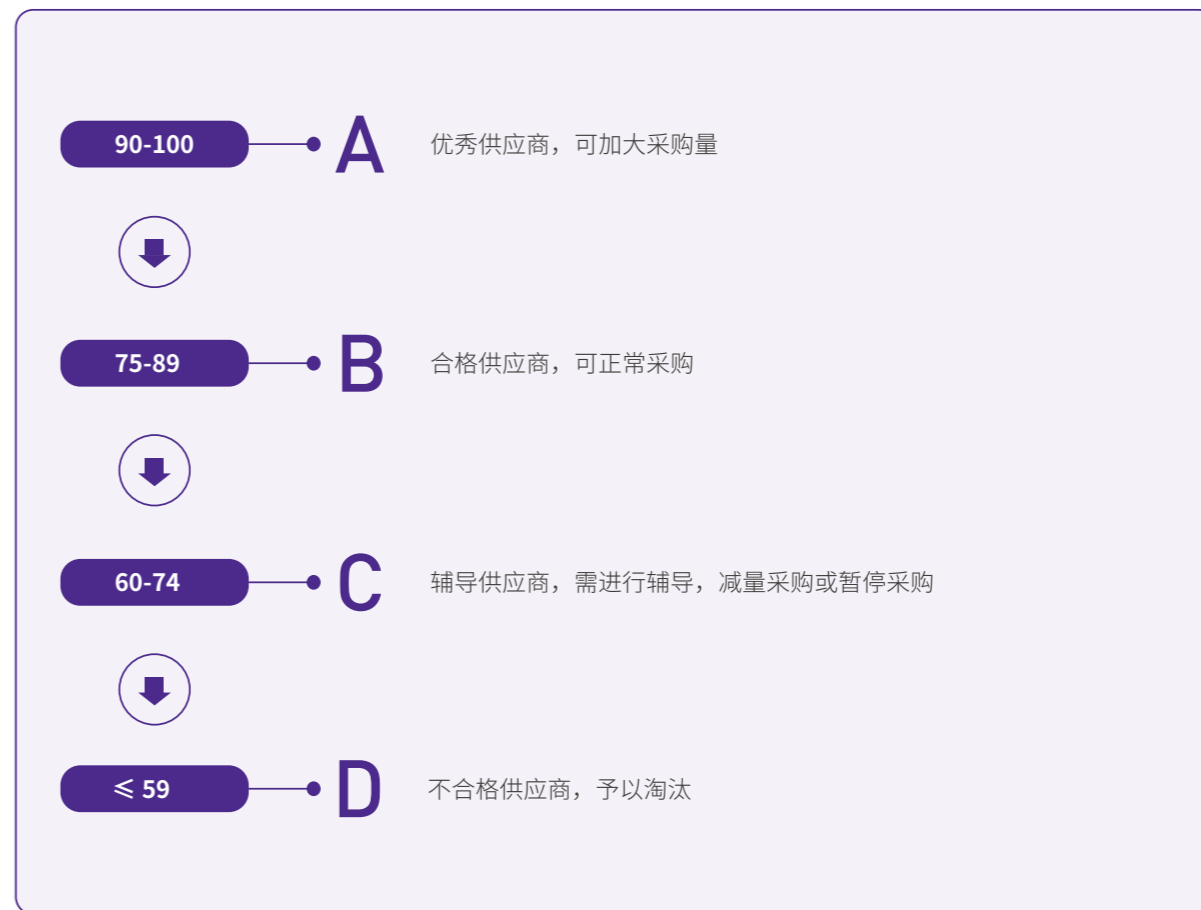 90-100 A 优秀供应商，可加大采购量
75-89 B 合格供应商，可正常采购
60-74 C 辅导供应商，需进行辅导，减量采购或暂停采购
≤ 59 D 不合格供应商，予以淘汰